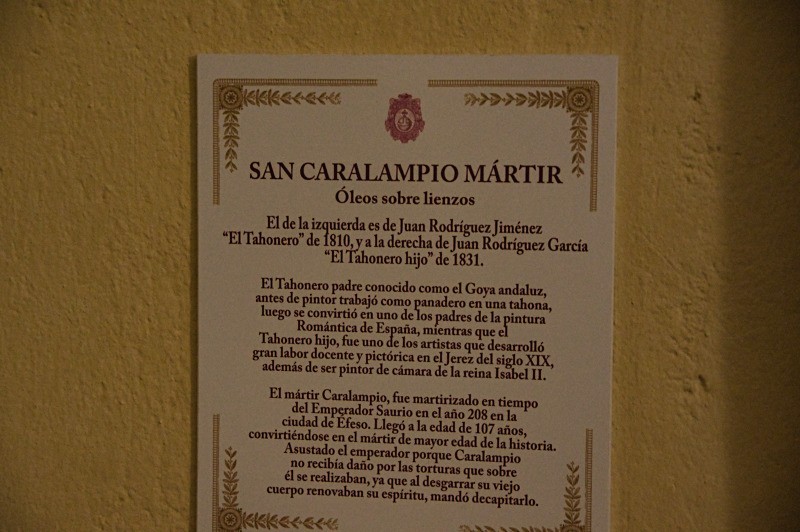 SAN CARALAMPIO MÁRTIR
Óleos sobre lienzos
El de la izquierda es de Juan Rodríguez Jiménez
“El Tahonero” de 1810, y a la derecha de Juan Rodríguez García
“El Tahonero hijo” de 1831.
El Tahonero padre conocido como el Goya andaluz,
antes de pintor trabajó como panadero en una tahona,
luego se convirtió en uno de los padres de la pintura
Romántica de España, mientras que el
Tahonero hijo, fue uno de los artistas que desarrolló
gran labor docente y pictórica en el Jerez del siglo XIX,
además de ser pintor de cámara de la reina Isabel II.
El mártir Caralampio, fue martirizado en tiempo
del Emperador Saurio en el año 208 en la
ciudad de Éfeso. Llegó a la edad de 107 años,
convirtiéndose en el mártir de mayor edad de la historia.
Asustado el emperador porque Caralampio
no recibía daño por las torturas que sobre
él se realizaban, ya que al desgarrar su viejo
cuerpo renovaban su espíritu, mandó decapitarlo.